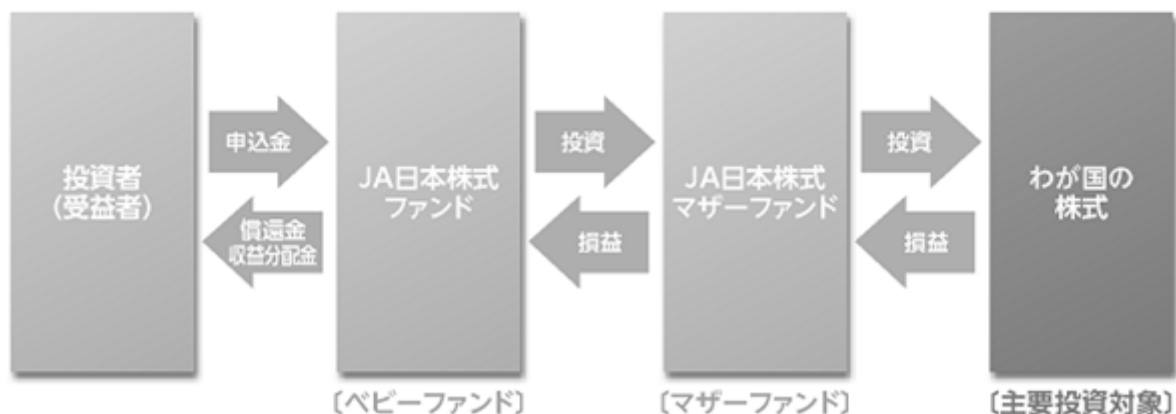 投資者
(受益者)
申込金
償還金
収益分配金
JA日本株式
ファンド
投資
損益
JA日本株式
マザーファンド
投資
損益
わが国の
株式
〔ベビーファンド〕
〔マザーファンド〕
〔主要投資対象〕